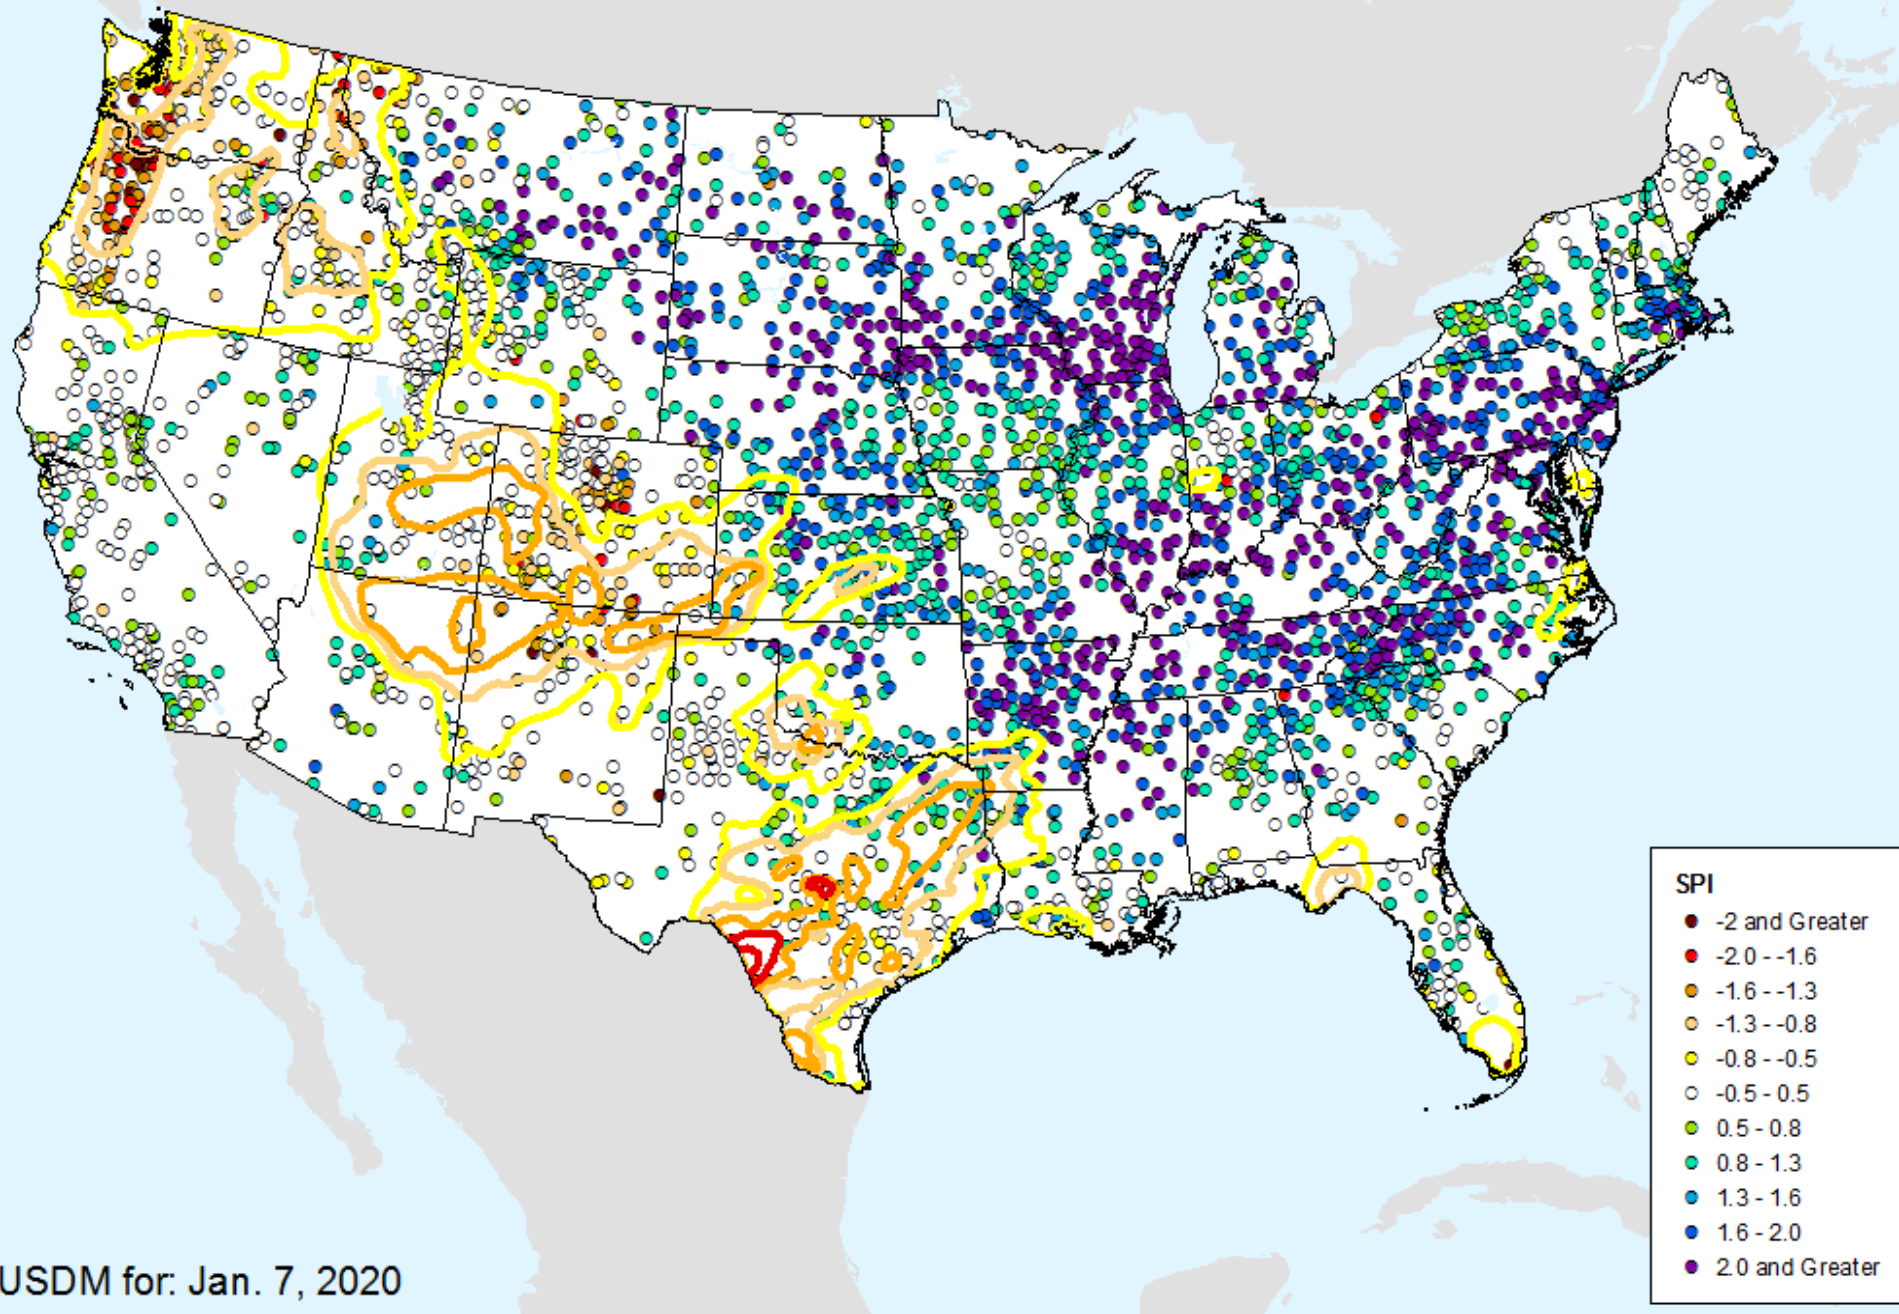 SPI
-2 and Greater
-2.0 - -1.6
-1.6 - -1.3
-1.3 - -0.8
-0.8 - -0.5
-0.5 - 0.5
0.5 - 0.8
0.8 - 1.3
1.3 - 1.6
1.6 - 2.0
2.0 and Greater
USDM for: Jan. 7, 2020